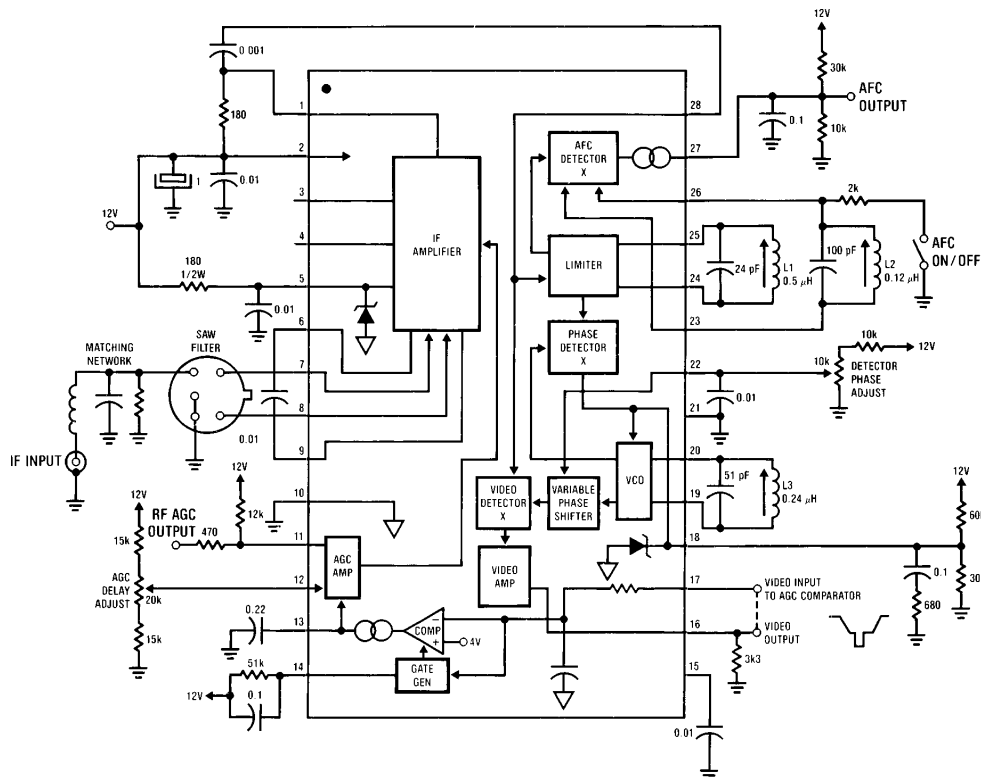 12V
0.001
30k
AFC
OUTPUT
0.1
10k
1
28
180
2
AFC
DETECTOR
X
27
1
0.01
3
26
2k
12V
IF
AMPLIFIER
4
25
LIMITER
24 pF
L1
0.5 μH
100 pF
L2
0.12 μH
AFC
ON/OFF
180
1/2W
5
24
0.01
6
23
PHASE
DETECTOR
X
10k
12V
MATCHING
NETWORK
SAW
FILTER
7
22
10k
DETECTOR
PHASE
ADJUST
0.01
8
21
0.01
9
20
IF INPUT
51 pF
L3
0.24 μH
12V
12V
10
VIDEO
DETECTOR
X
VARIABLE
PHASE
SHIFTER
VCO
19
12V
RF AGC
OUTPUT
470
12k
11
18
15k
AGC
AMP
VIDEO
AMP
0.1
680
AGC
DELAY
ADJUST
20k
12
17
VIDEO INPUT
TO AGC COMPARATOR
15k
0.22
13
COMP
4V
16
VIDEO
OUTPUT
3k3
51k
14
GATE
GEN
15
12V
0.1
0.01